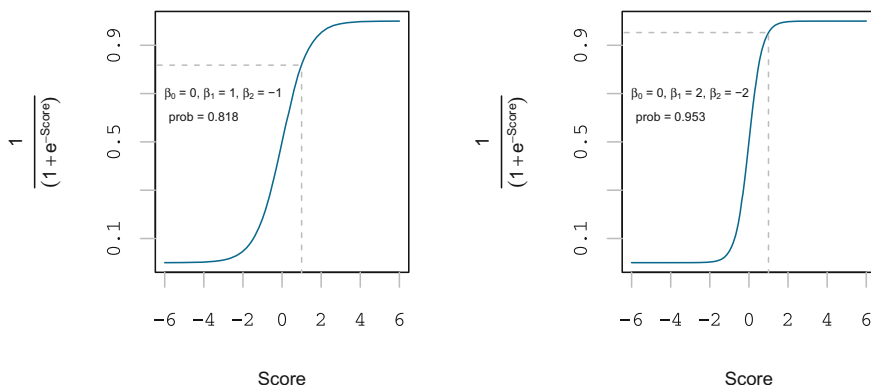 0.9
0.5
0.1
1
(1 + e^−Score)
β₀ = 0, β₁ = 1, β₂ = −1
prob = 0.818
−6 −4 −2 0 2 4 6
Score
0.9
0.5
0.1
1
(1 + e^−Score)
β₀ = 0, β₁ = 2, β₂ = −2
prob = 0.953
−6 −4 −2 0 2 4 6
Score